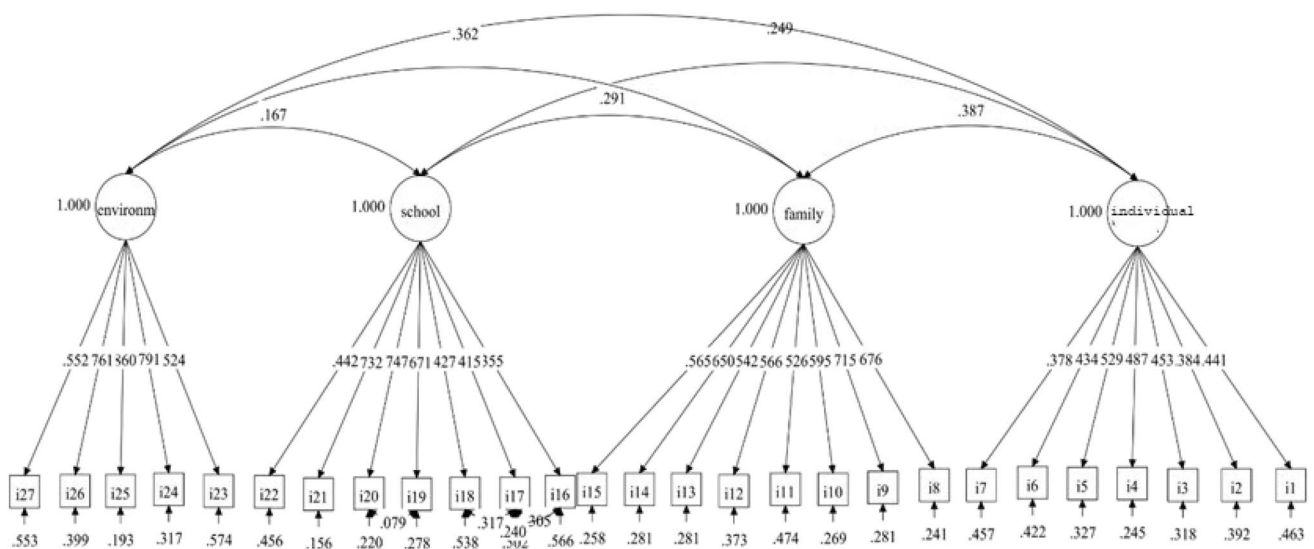 .362 .249
.291
.167 .387
1.000 environm 1.000 school 1.000 family 1.000 individual
.552 761 860 791 524 .442 732 747 671 427 415 355 .565 650 542 566 526 595 715 676 .378 434 529 487 453 .384 .441
i27 i26 i25 i24 i23 i22 i21 i20 i19 i18 i17 i16 i15 i14 i13 i12 i11 i10 i9 i8 i7 i6 i5 i4 i3 i2 i1
.079 .317 .305
.240
.553 .399 .193 .317 .574 .456 .156 .220 .278 .538 .566 .258 .281 .281 .373 .474 .269 .281 .241 .457 .422 .327 .245 .318 .392 .463